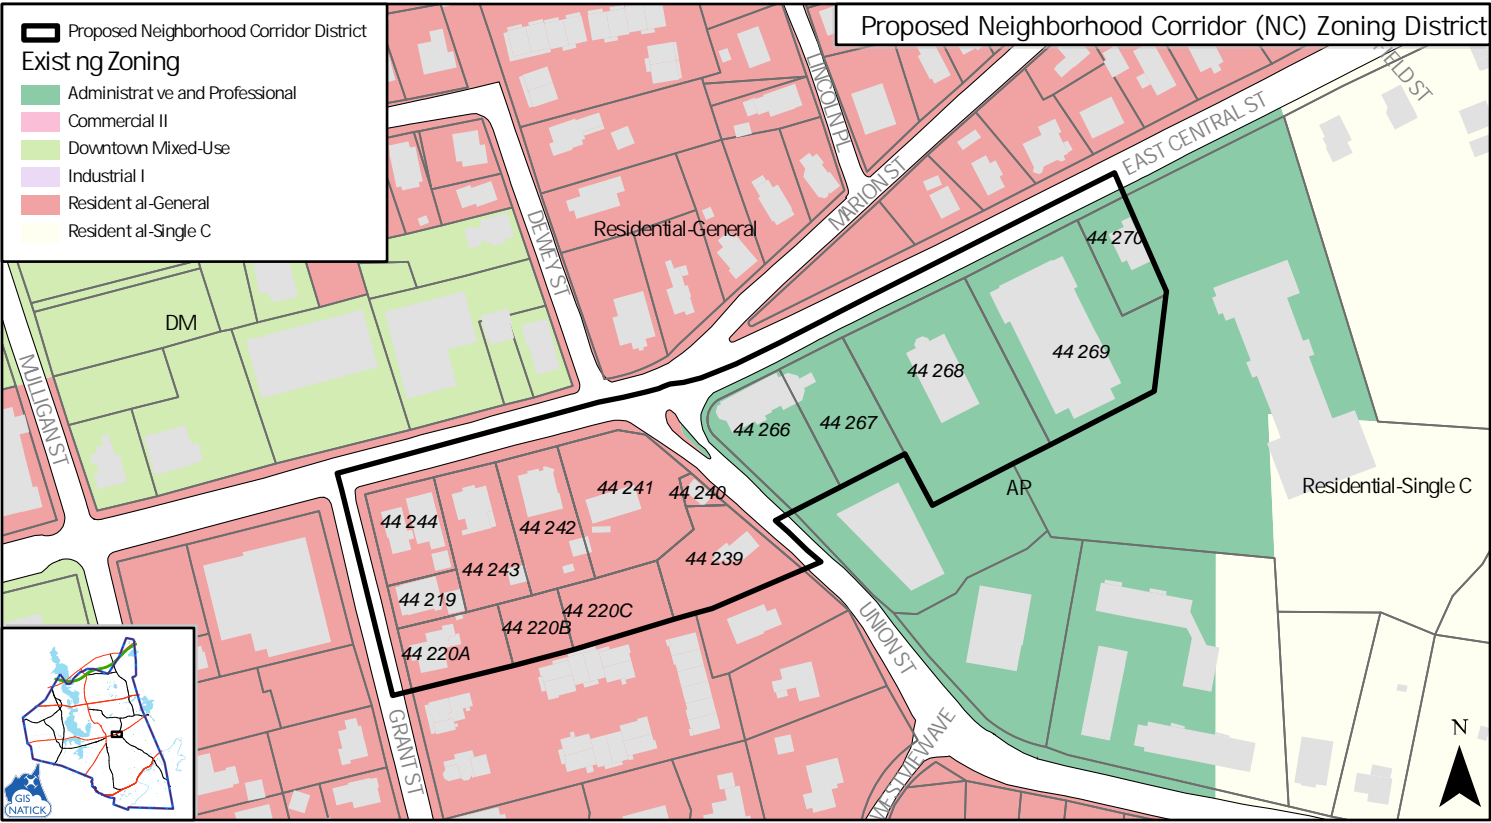 Proposed Neighborhood Corridor (NC) Zoning District
Proposed Neighborhood Corridor District
Exist ng Zoning
Administrat ve and Professional
Commercial II
Downtown Mixed-Use
Industrial I
Resident al-General
Resident al-Single C
LINCOLN PL
MARION ST
EAST CENTRAL ST
FIELD ST
DEWEY ST
Residential-General
DM
MULLIGAN ST
44 270
44 269
44 268
44 267
44 266
AP
Residential-Single C
44 241
44 240
44 244
44 242
44 243
44 239
44 219
44 220C
44 220B
44 220A
UNION ST
GRANT ST
WESTVIEW AVE
N
GIS
NATICK